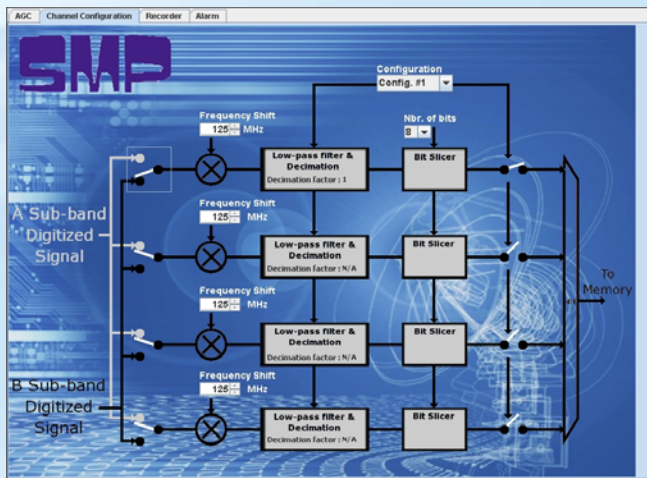 AGC Channel Configuration Recorder Alarm
SMP
Configuration
Config. #1
Frequency Shift
125 MHz
Nbr. of bits
8
Low-pass filter &
Decimation
Decimation factor : 1
Bit Slicer
A Sub-band
Digitized
Signal
Frequency Shift
125 MHz
Low-pass filter &
Decimation
Decimation factor : N/A
Bit Slicer
To
Memory
Frequency Shift
125 MHz
Low-pass filter &
Decimation
Decimation factor : N/A
Bit Slicer
B Sub-band
Digitized
Signal
Frequency Shift
125 MHz
Low-pass filter &
Decimation
Decimation factor : N/A
Bit Slicer